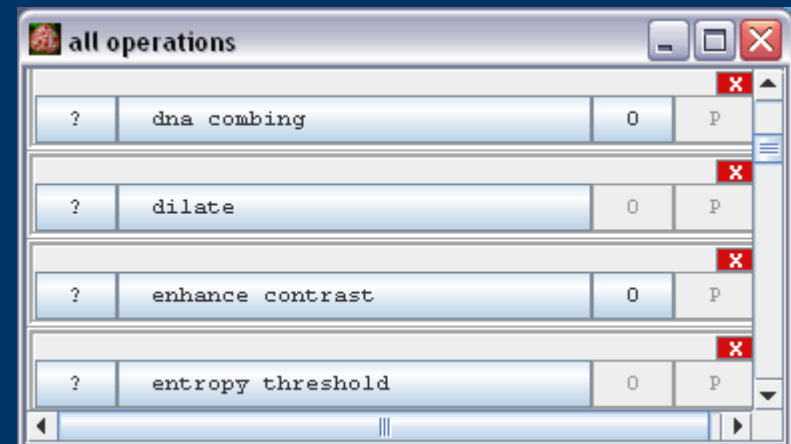 all operations
X
? dna combing O P
X
? dilate O P
X
? enhance contrast O P
X
? entropy threshold O P